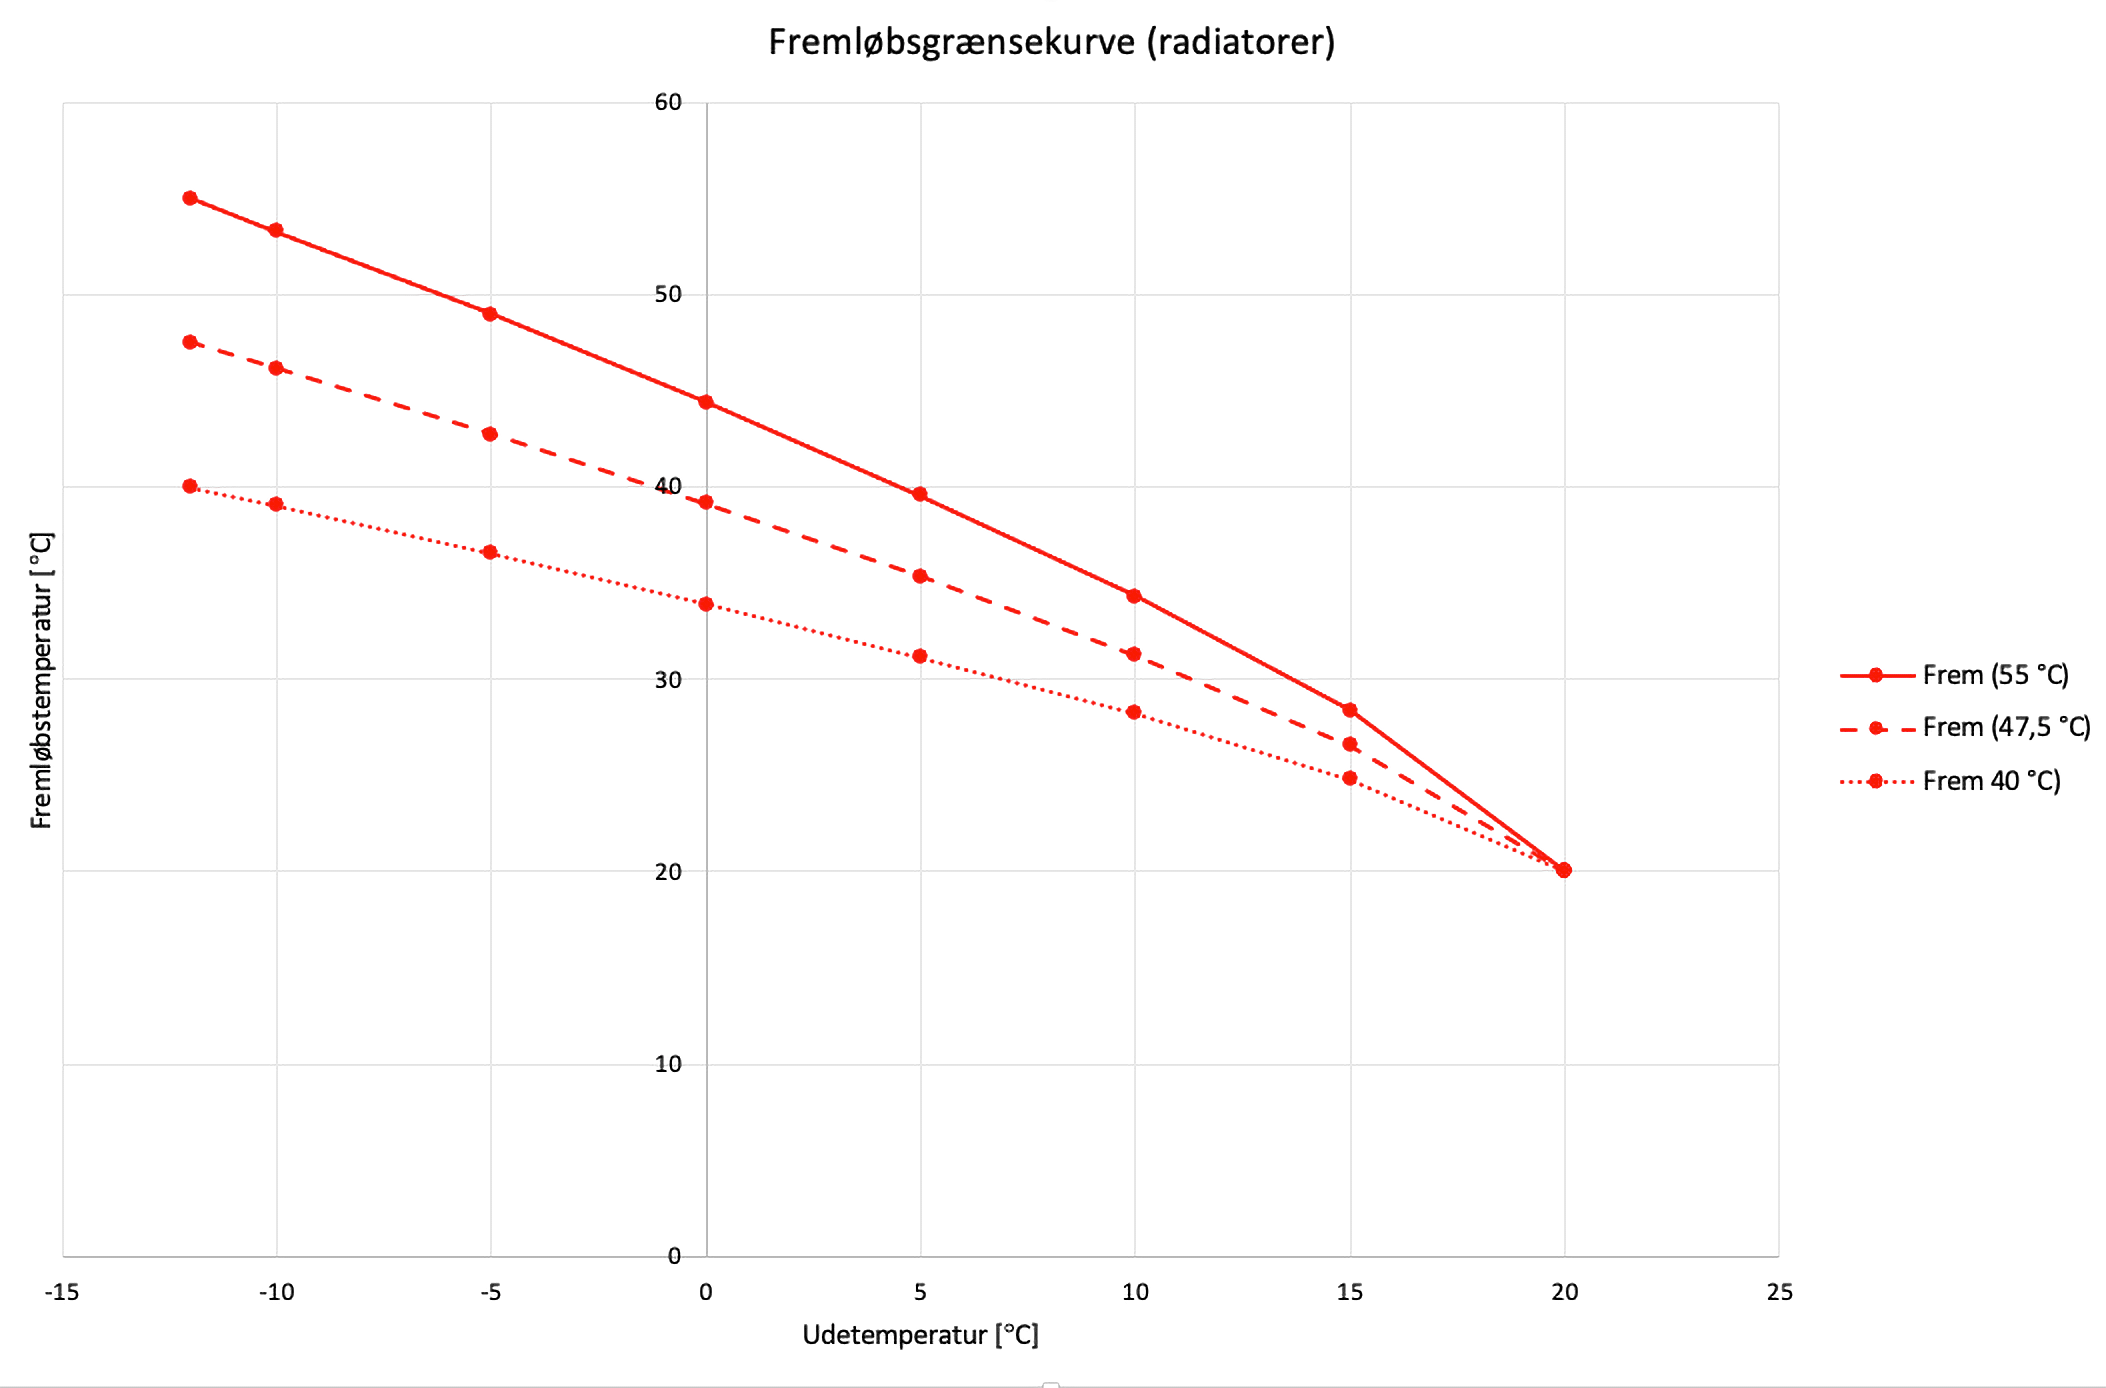 Fremløbsgrænsekurve (radiatorer)
60
50
40
30
20
10
0
Fremløbstemperatur [°C]
-15 -10 -5 0 5 10 15 20 25
Udetemperatur [°C]
Frem (55 °C)
Frem (47,5 °C)
Frem 40 °C)